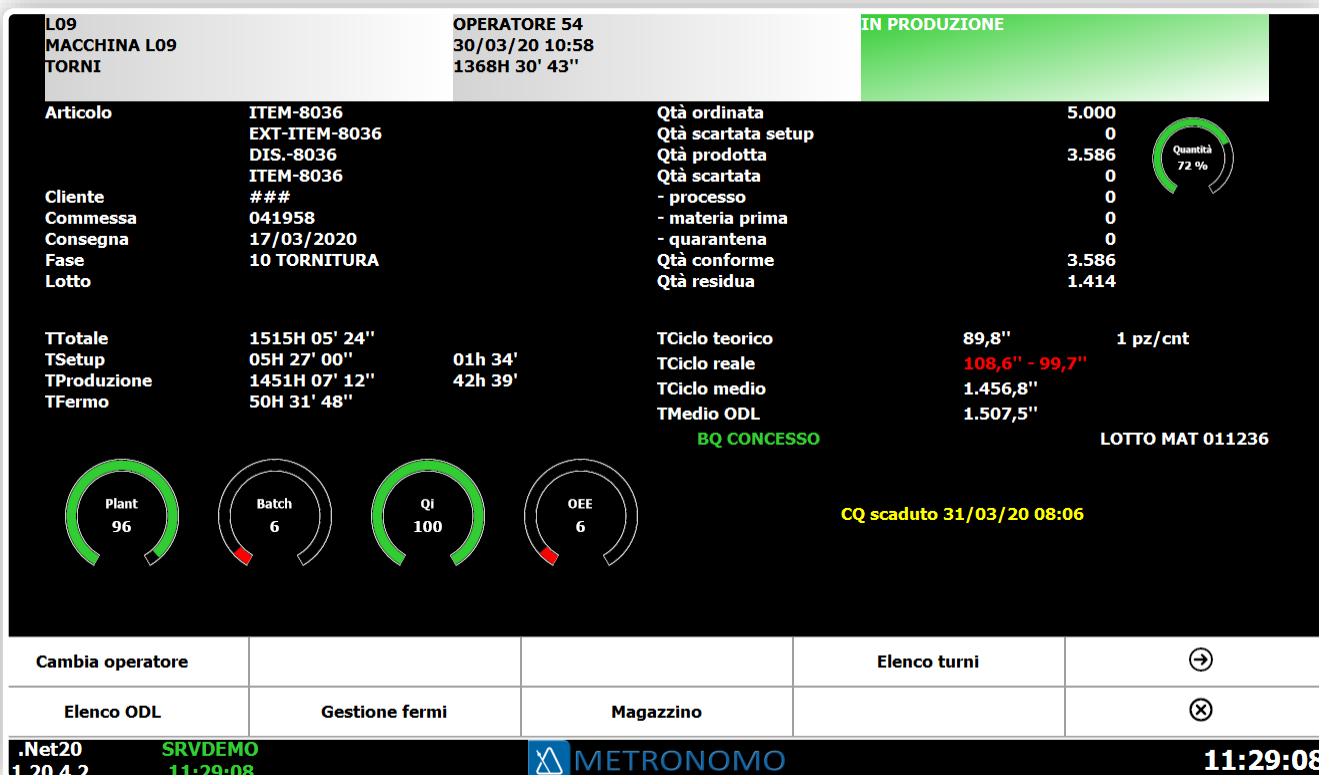 L09
MACCHINA L09
TORNI
OPERATORE 54
30/03/20 10:58
1368H 30' 43''
IN PRODUZIONE
Articolo ITEM-8036
EXT-ITEM-8036
DIS.-8036
ITEM-8036
Cliente ###
Commessa 041958
Consegna 17/03/2020
Fase 10 TORNITURA
Lotto
Qtà ordinata 5.000
Qtà scartata setup 0
Qtà prodotta 3.586
Qtà scartata 0
- processo 0
- materia prima 0
- quarantena 0
Qtà conforme 3.586
Qtà residua 1.414
Quantità
72 %
TTotale 1515H 05' 24''
TSetup 05H 27' 00'' 01h 34'
TProduzione 1451H 07' 12'' 42h 39'
TFermo 50H 31' 48''
TCiclo teorico 89,8'' 1 pz/cnt
TCiclo reale 108,6'' - 99,7''
TCiclo medio 1.456,8''
TMedio ODL 1.507,5''
BQ CONCESSO LOTTO MAT 011236
Plant
96
Batch
6
Qi
100
OEE
6
CQ scaduto 31/03/20 08:06
Cambia operatore Elenco turni
Elenco ODL Gestione fermi Magazzino
.Net20 SRVDEMO
1.20.4.2 11:29:08
METRONOMO
11:29:08